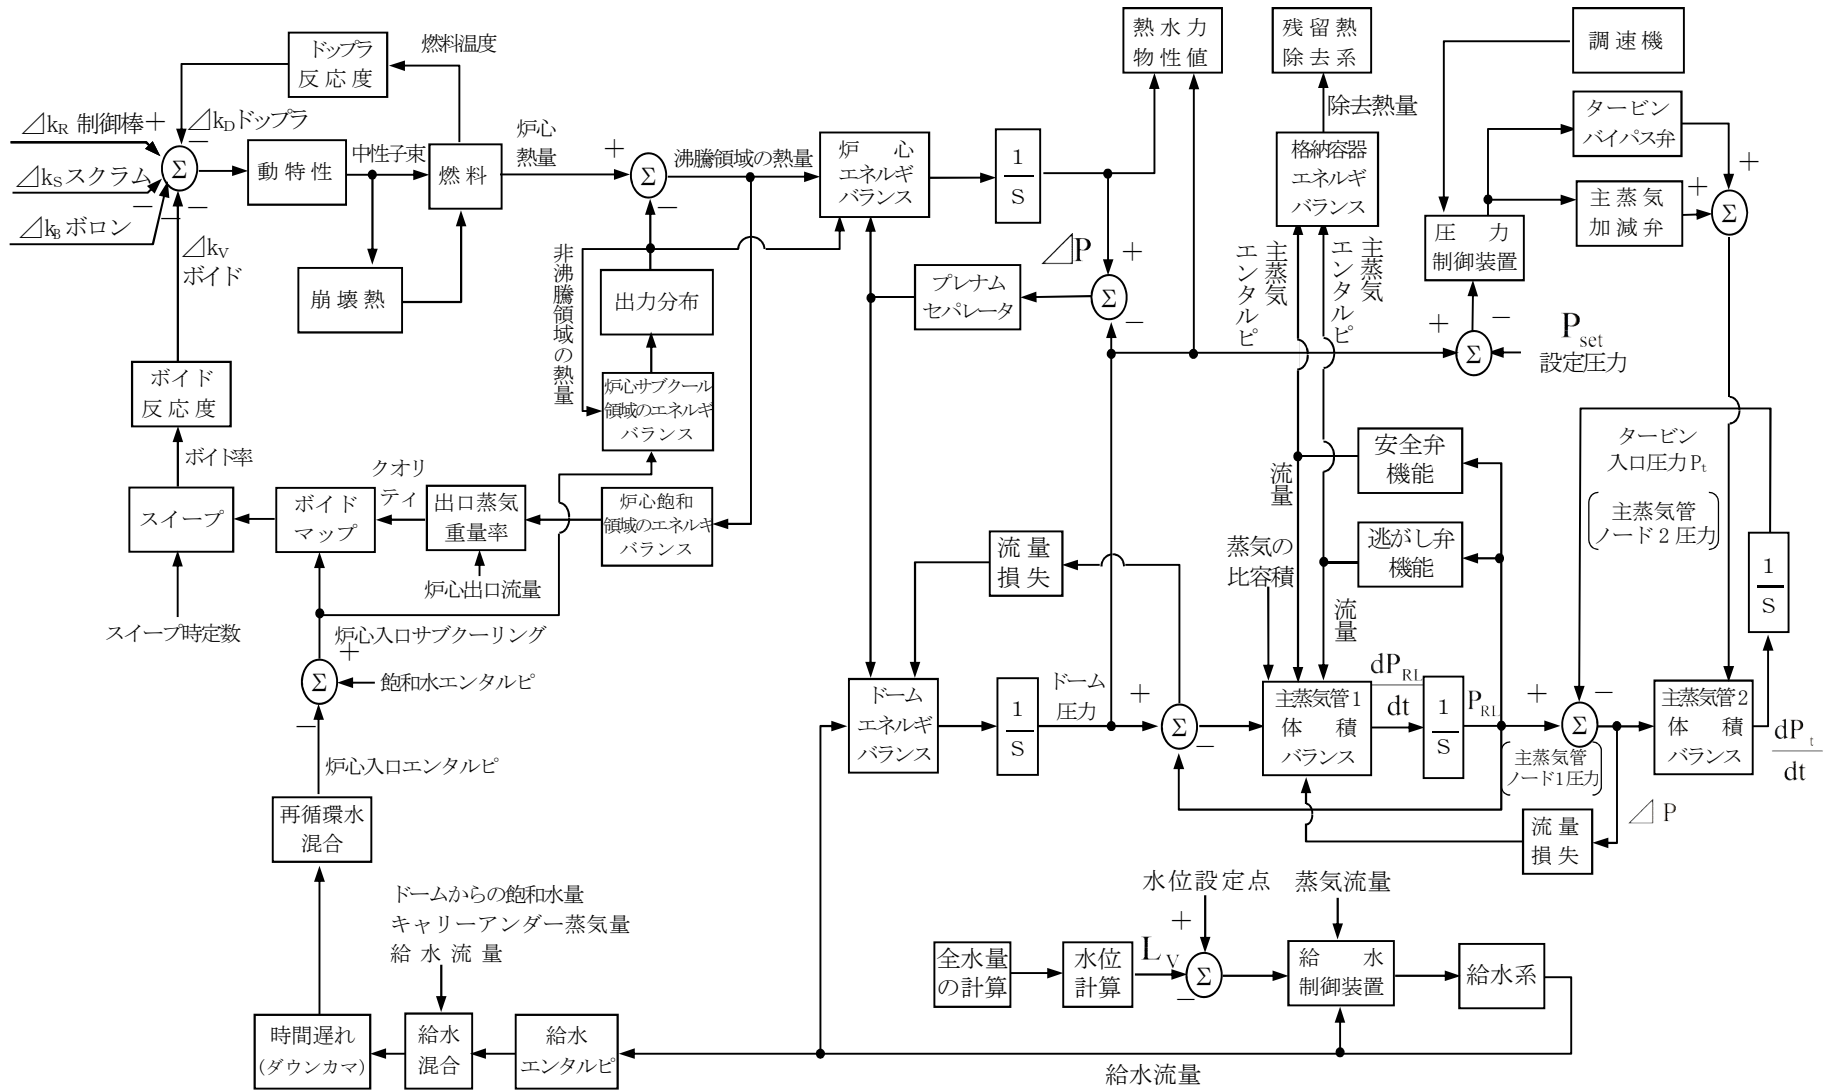 ドップラ
反応度
燃料温度
熱水力
物性値
残留熱
除去系
調速機
⊿kR 制御棒＋
⊿kDドップラ
−
⊿kSスクラム
−
⊿kBボロン
−
−
⊿kV
ボイド
Σ
動特性
中性子束
燃料
炉心
熱量
崩壊熱
＋
Σ
−
沸騰領域の熱量
炉心
エネルギ
バランス
1
S
除去熱量
格納容器
エネルギ
バランス
タービン
バイパス弁
主蒸気
加減弁
＋
＋
Σ
圧力
制御装置
非沸騰領域の熱量
出力分布
プレナム
セパレータ
⊿P
＋
Σ
−
主蒸気
エンタルピ
主蒸気
エンタルピ
＋
−
Σ
Pset
設定圧力
ボイド
反応度
炉心サブクール
領域のエネルギ
バランス
ボイド率
クオリ
ティ
スイープ
ボイド
マップ
出口蒸気
重量率
炉心飽和
領域のエネルギ
バランス
炉心出口流量
スイープ時定数
流量
損失
流量
安全弁
機能
逃がし弁
機能
蒸気の
比容積
流量
タービン
入口圧力Pt
主蒸気管
ノード2圧力
1
S
炉心入口サブクーリング
＋
Σ
飽和水エンタルピ
−
炉心入口エンタルピ
ドーム
エネルギ
バランス
1
S
ドーム
圧力
＋
Σ
−
主蒸気管1
体積
バランス
dPRL
dt
1
S
PRL
主蒸気管
ノード1圧力
＋
−
Σ
主蒸気管2
体積
バランス
dPt
dt
⊿P
流量
損失
再循環水
混合
ドームからの飽和水量
キャリーアンダー蒸気量
給水流量
時間遅れ
(ダウンカマ)
給水
混合
給水
エンタルピ
水位設定点
蒸気流量
全水量
の計算
水位
計算
LV
＋
Σ
−
給水
制御装置
給水系
給水流量